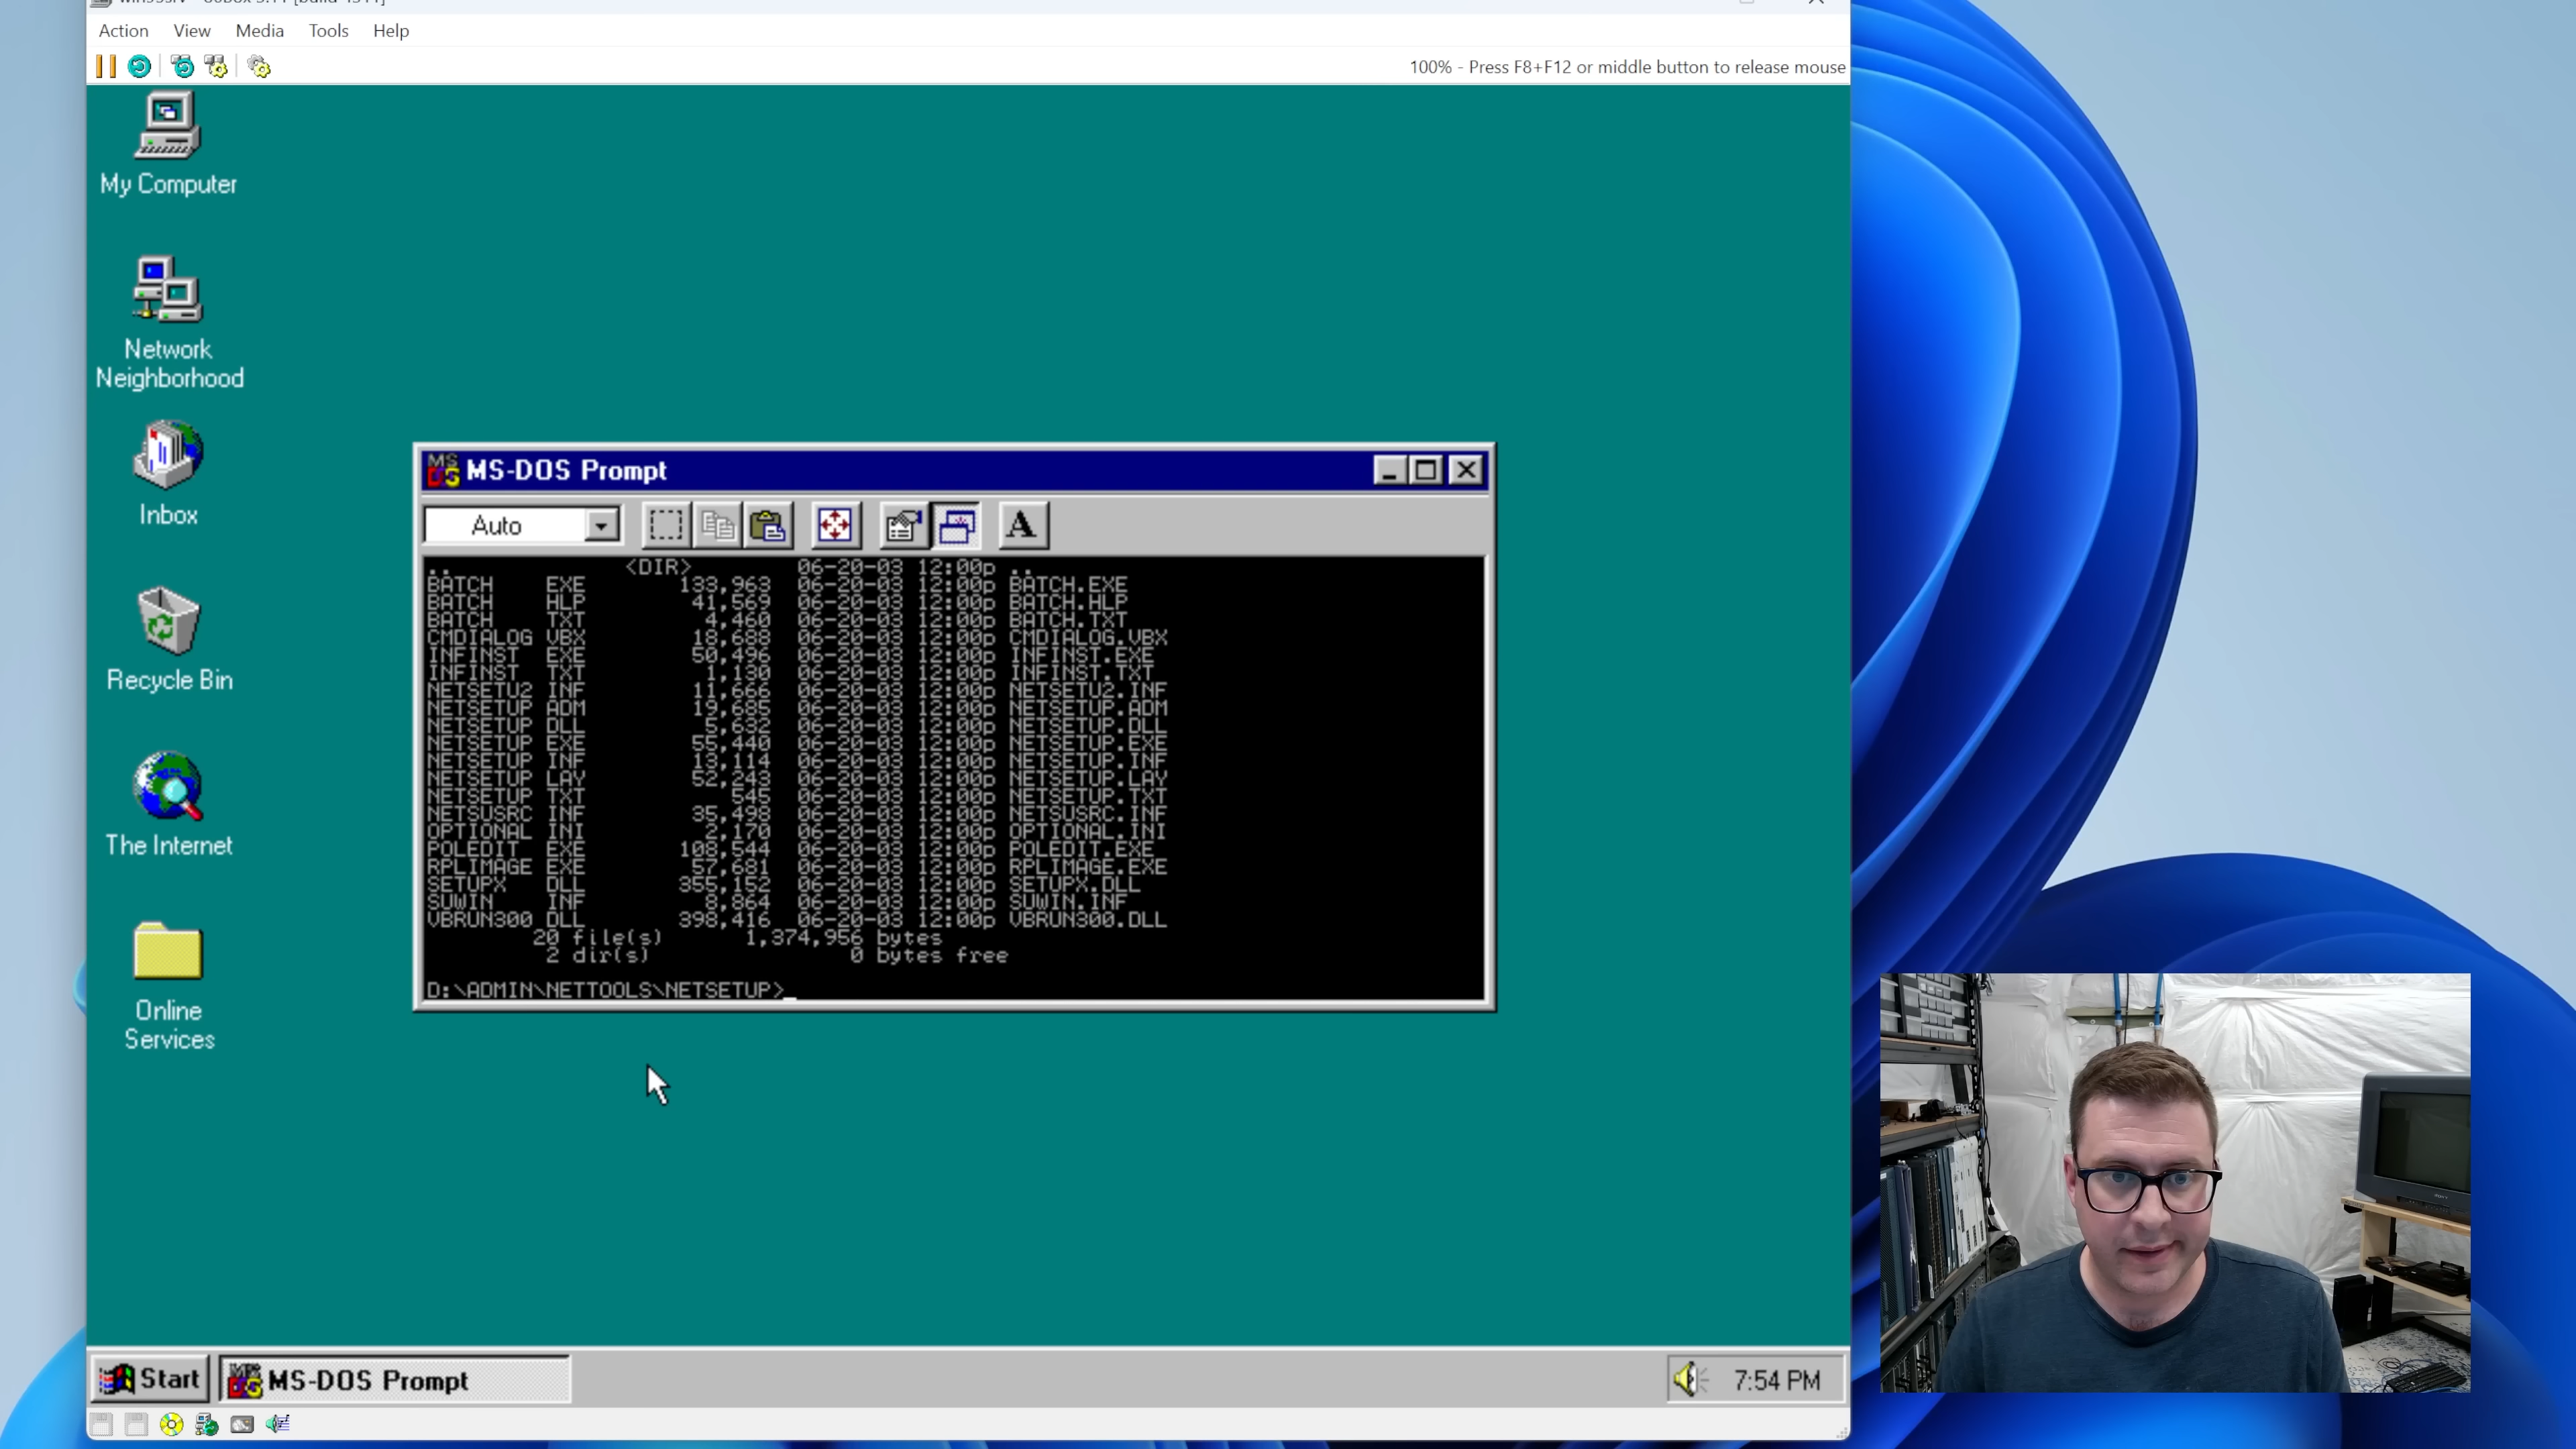 Action View Media Tools Help
100% - Press F8+F12 or middle button to release mouse
My Computer
Network
Neighborhood
Inbox
Recycle Bin
The Internet
Online
Services
MS-DOS Prompt
Auto
A
.. <DIR> 06-20-03 12:00p ..
BATCH EXE 133,963 06-20-03 12:00p BATCH.EXE
BATCH HLP 41,569 06-20-03 12:00p BATCH.HLP
BATCH TXT 4,460 06-20-03 12:00p BATCH.TXT
CMDIALOG VBX 18,688 06-20-03 12:00p CMDIALOG.VBX
INFINST EXE 50,496 06-20-03 12:00p INFINST.EXE
INFINST TXT 1,130 06-20-03 12:00p INFINST.TXT
NETSETU2 INF 11,666 06-20-03 12:00p NETSETU2.INF
NETSETUP ADM 19,685 06-20-03 12:00p NETSETUP.ADM
NETSETUP DLL 5,632 06-20-03 12:00p NETSETUP.DLL
NETSETUP EXE 55,440 06-20-03 12:00p NETSETUP.EXE
NETSETUP INF 13,114 06-20-03 12:00p NETSETUP.INF
NETSETUP LAY 52,243 06-20-03 12:00p NETSETUP.LAY
NETSETUP TXT 545 06-20-03 12:00p NETSETUP.TXT
NETSUSRC INF 35,498 06-20-03 12:00p NETSUSRC.INF
OPTIONAL INI 2,170 06-20-03 12:00p OPTIONAL.INI
POLEDIT EXE 108,544 06-20-03 12:00p POLEDIT.EXE
RPLIMAGE EXE 57,681 06-20-03 12:00p RPLIMAGE.EXE
SETUPX DLL 355,152 06-20-03 12:00p SETUPX.DLL
SUWIN INF 8,864 06-20-03 12:00p SUWIN.INF
VBRUN300 DLL 398,416 06-20-03 12:00p VBRUN300.DLL
20 file(s) 1,374,956 bytes
2 dir(s) 0 bytes free
D:\ADMIN\NETTOOLS\NETSETUP>_
Start MS-DOS Prompt 7:54 PM